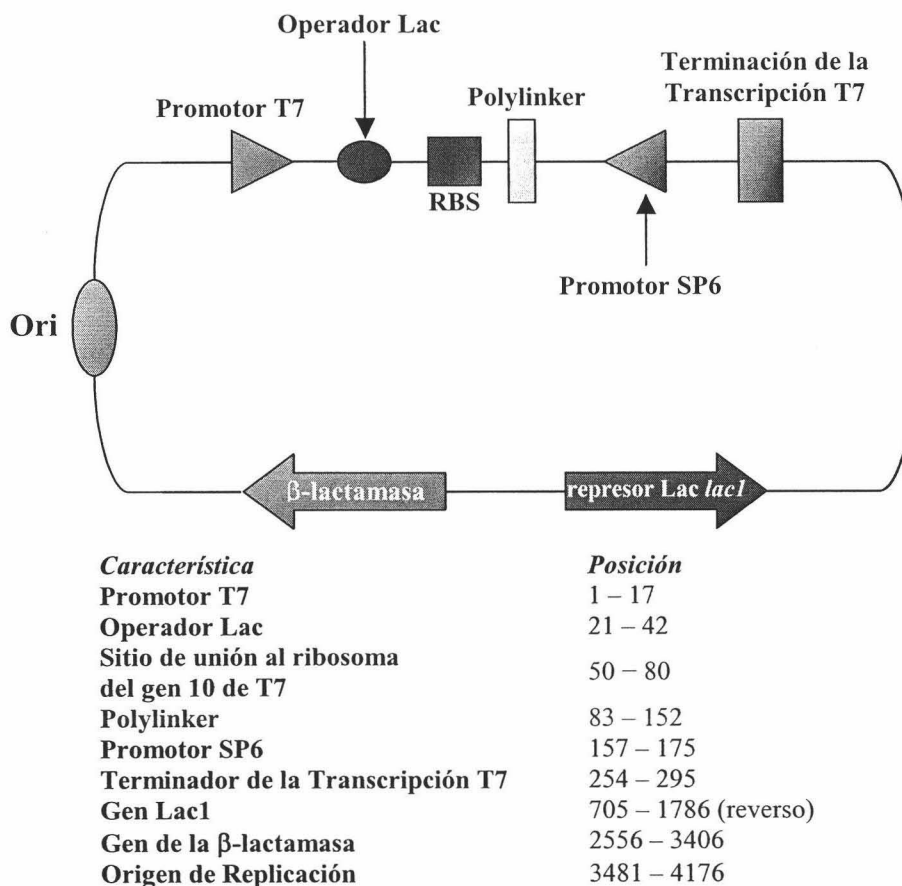 Operador Lac
Terminación de la
Transcripción T7
Promotor T7
Polylinker
RBS
Promotor SP6
Ori
β-lactamasa
represor Lac lac1
Característica Posición
Promotor T7 1 – 17
Operador Lac 21 – 42
Sitio de unión al ribosoma
del gen 10 de T7 50 – 80
Polylinker 83 – 152
Promotor SP6 157 – 175
Terminador de la Transcripción T7 254 – 295
Gen Lac1 705 – 1786 (reverso)
Gen de la β-lactamasa 2556 – 3406
Origen de Replicación 3481 – 4176